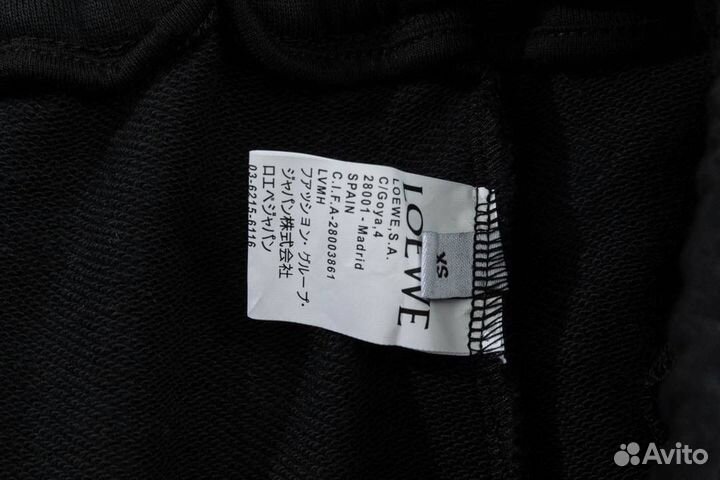 LOEWE
XS
LOEWE,S.A.
C/Goya,4
28001 - Madrid
SPAIN
C.I.F.A-28003861
LVMH
ファッション・グループ・
ジャパン株式会社
ロエベジャパン
03-6215-6116
Avito